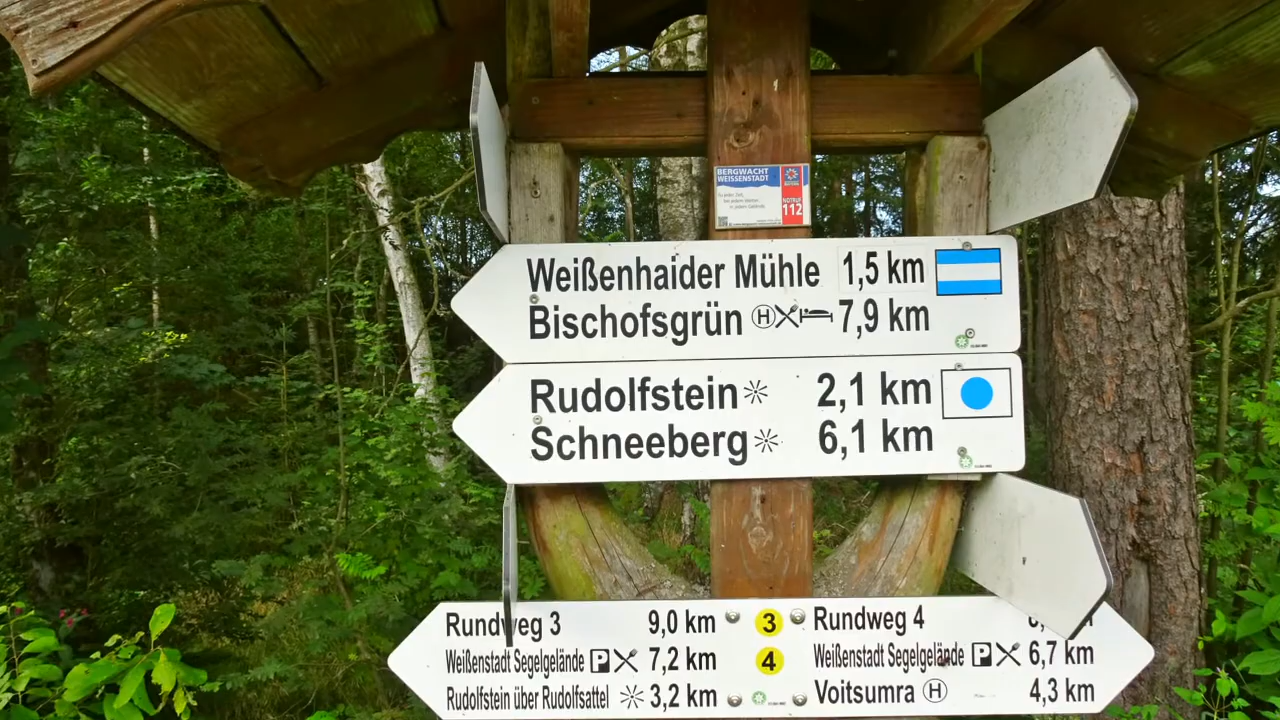 BERGWACHT
WEISSENSTADT
NOTRUF
112
Weißenhaider Mühle 1,5 km
Bischofsgrün H 7,9 km
Rudolfstein 2,1 km
Schneeberg 6,1 km
Rundweg 3 9,0 km
Weißenstadt Segelgelände P 7,2 km
Rudolfstein über Rudolfsattel 3,2 km
3
4
Rundweg 4
Weißenstadt Segelgelände P 6,7 km
Voitsumra H 4,3 km